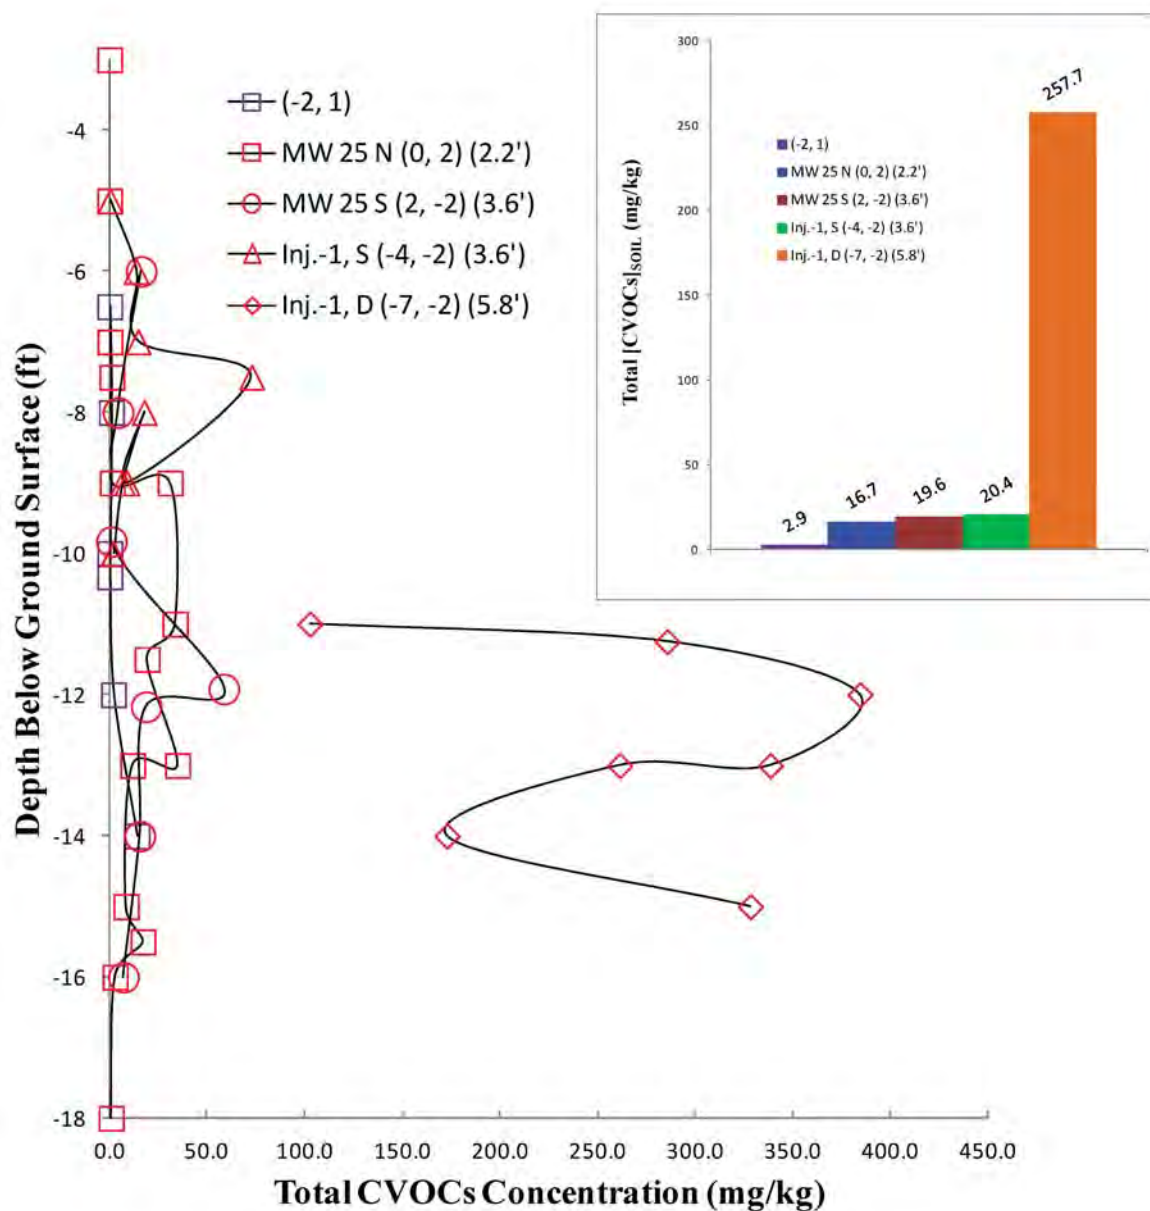 (-2, 1)
MW 25 N (0, 2) (2.2')
MW 25 S (2, -2) (3.6')
Inj.-1, S (-4, -2) (3.6')
Inj.-1, D (-7, -2) (5.8')
Depth Below Ground Surface (ft)
-4
-6
-8
-10
-12
-14
-16
-18
0.0 50.0 100.0 150.0 200.0 250.0 300.0 350.0 400.0 450.0
Total CVOCs Concentration (mg/kg)
Total [CVOCs]SOIL (mg/kg)
300
250
200
150
100
50
0
(-2, 1)
MW 25 N (0, 2) (2.2')
MW 25 S (2, -2) (3.6')
Inj.-1, S (-4, -2) (3.6')
Inj.-1, D (-7, -2) (5.8')
2.9
16.7
19.6
20.4
257.7